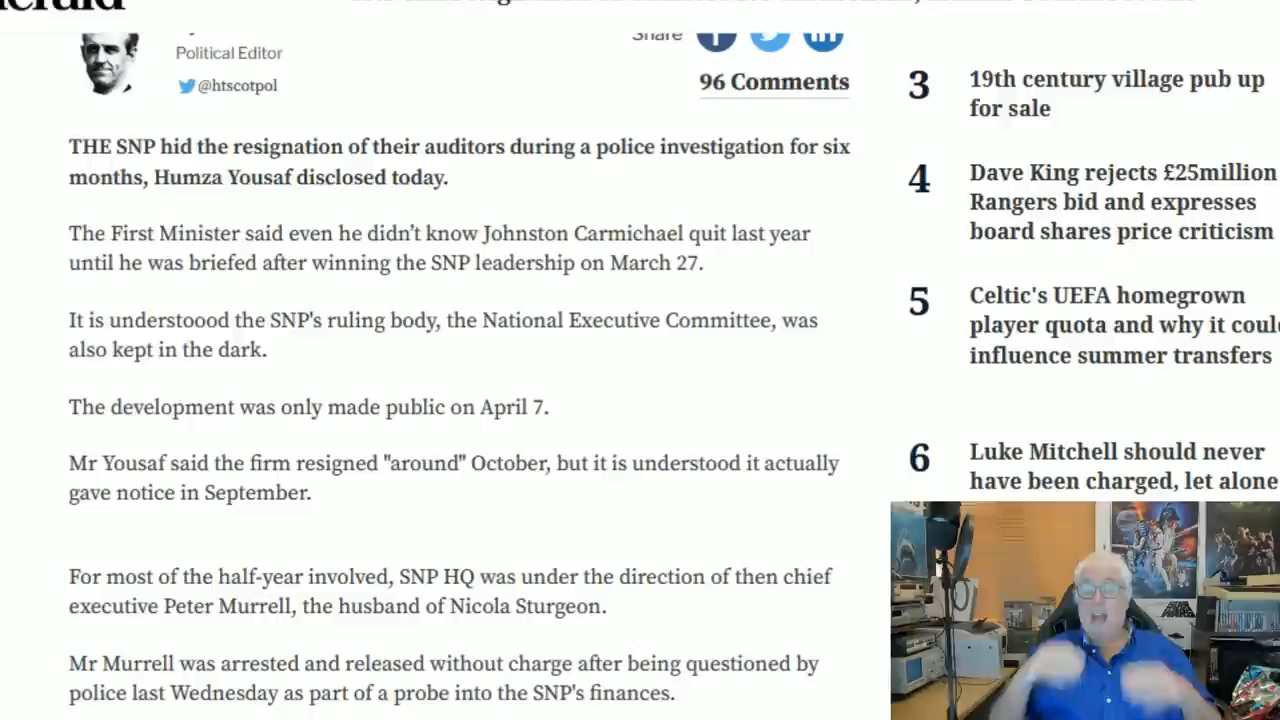 Political Editor
@htscotpol
Share
96 Comments
THE SNP hid the resignation of their auditors during a police investigation for six
months, Humza Yousaf disclosed today.
The First Minister said even he didn’t know Johnston Carmichael quit last year
until he was briefed after winning the SNP leadership on March 27.
It is understoood the SNP's ruling body, the National Executive Committee, was
also kept in the dark.
The development was only made public on April 7.
Mr Yousaf said the firm resigned "around" October, but it is understood it actually
gave notice in September.
For most of the half-year involved, SNP HQ was under the direction of then chief
executive Peter Murrell, the husband of Nicola Sturgeon.
Mr Murrell was arrested and released without charge after being questioned by
police last Wednesday as part of a probe into the SNP's finances.
3
19th century village pub up
for sale
4
Dave King rejects £25million
Rangers bid and expresses
board shares price criticism
5
Celtic's UEFA homegrown
player quota and why it coul
influence summer transfers
6
Luke Mitchell should never
have been charged, let alone